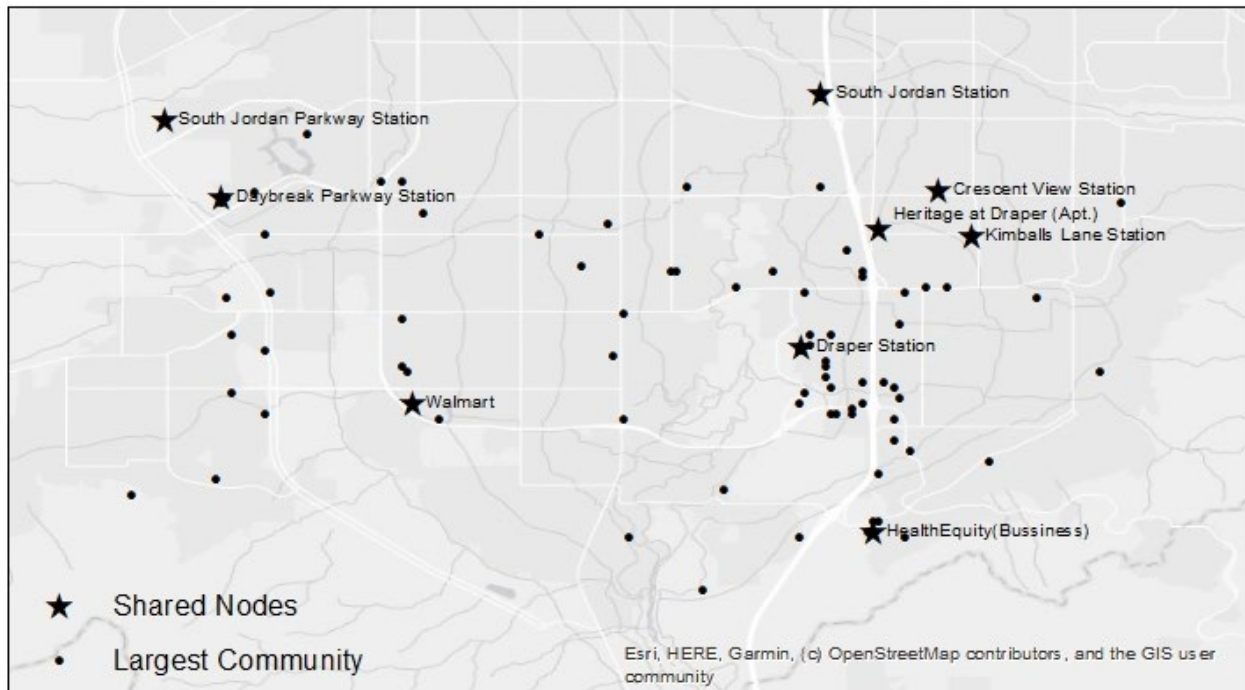 South Jordan Station
South Jordan Parkway Station
Daybreak Parkway Station
Crescent View Station
Heritage at Draper (Apt.)
Kimballs Lane Station
Draper Station
Walmart
HealthEquity(Bussiness)
Shared Nodes
Largest Community
Esri, HERE, Garmin, (c) OpenStreetMap contributors, and the GIS user
community